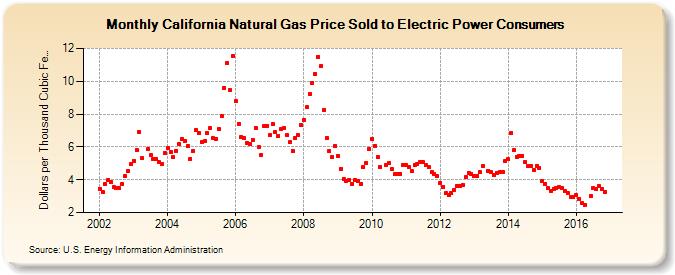 Monthly California Natural Gas Price Sold to Electric Power Consumers
Dollars per Thousand Cubic Fe...
12
10
8
6
4
2
2002 2004 2006 2008 2010 2012 2014 2016
Source: U.S. Energy Information Administration